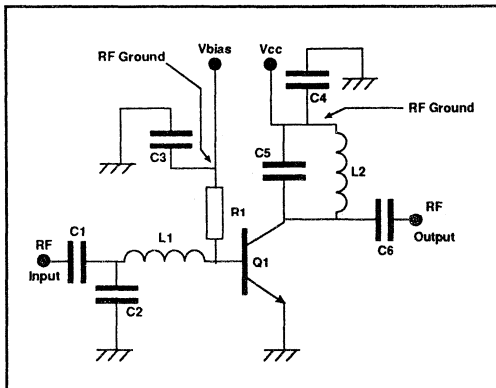 Vbias
Vcc
RF Ground
C4
RF Ground
C3
C5
L2
R1
C1
L1
RF
Input
C2
Q1
C6
RF
Output